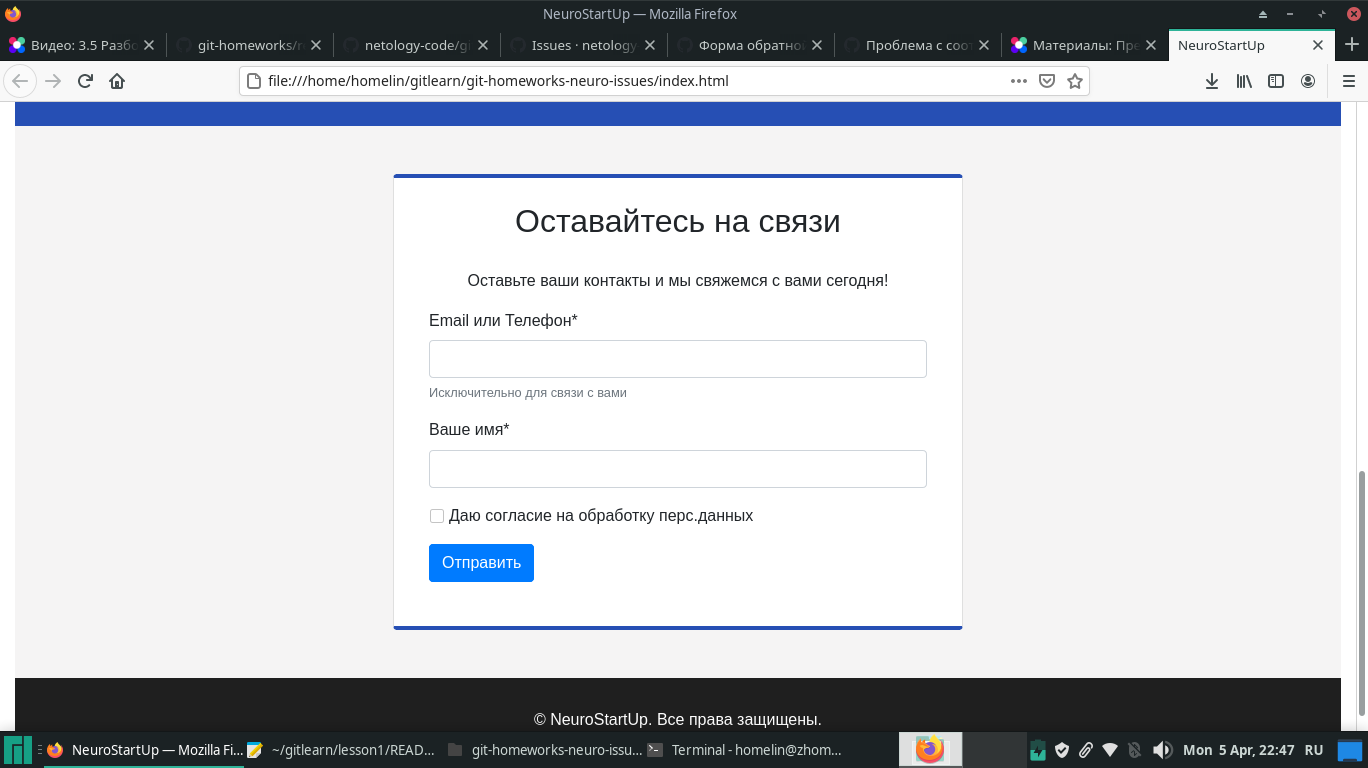 NeuroStartUp — Mozilla Firefox
Видео: 3.5 Разбо
git-homeworks/r
netology-code/gi
Issues · netology
Форма обратно
Проблема с соот
Материалы: Пре
NeuroStartUp
file:///home/homelin/gitlearn/git-homeworks-neuro-issues/index.html
Оставайтесь на связи
Оставьте ваши контакты и мы свяжемся с вами сегодня!
Email или Телефон*
Исключительно для связи с вами
Ваше имя*
Даю согласие на обработку перс.данных
Отправить
© NeuroStartUp. Все права защищены.
NeuroStartUp — Mozilla Fi...
~/gitlearn/lesson1/READ...
git-homeworks-neuro-issu...
Terminal - homelin@zhom...
Mon 5 Apr, 22:47
RU